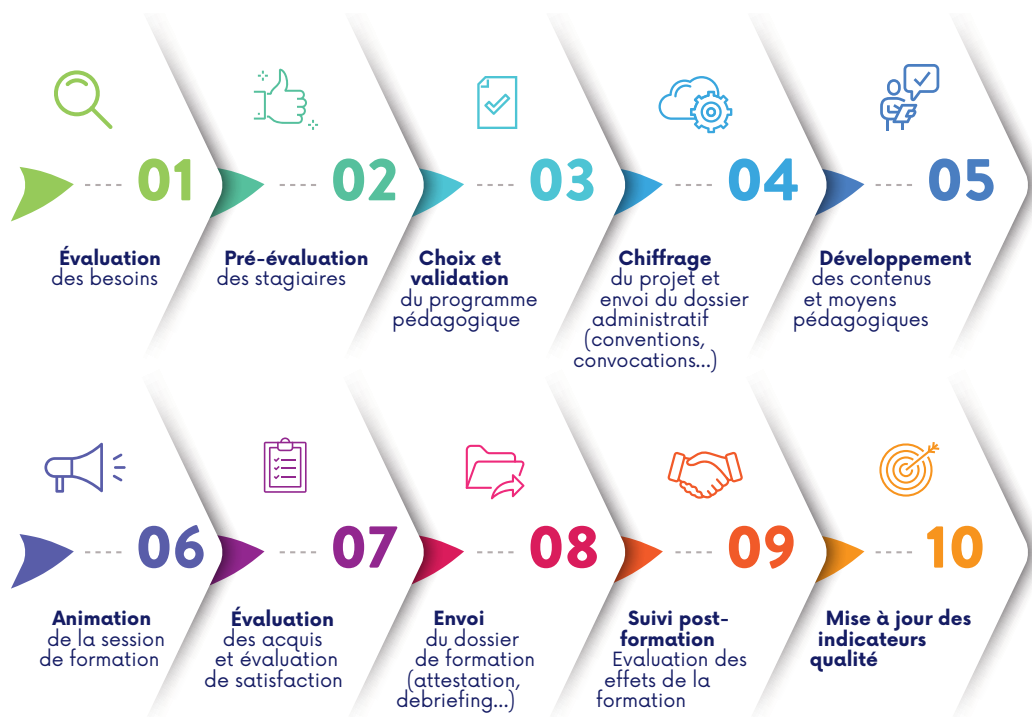 01
Évaluation
des besoins
02
Pré-évaluation
des stagiaires
03
Choix et
validation
du programme
pédagogique
04
Chiffrage
du projet et
envoi du dossier
administratif
(conventions,
convocations...)
05
Développement
des contenus
et moyens
pédagogiques
06
Animation
de la session
de formation
07
Évaluation
des acquis
et évaluation
de satisfaction
08
Envoi
du dossier
de formation
(attestation,
debriefing...)
09
Suivi post-
formation
Evaluation des
effets de la
formation
10
Mise à jour des
indicateurs
qualité